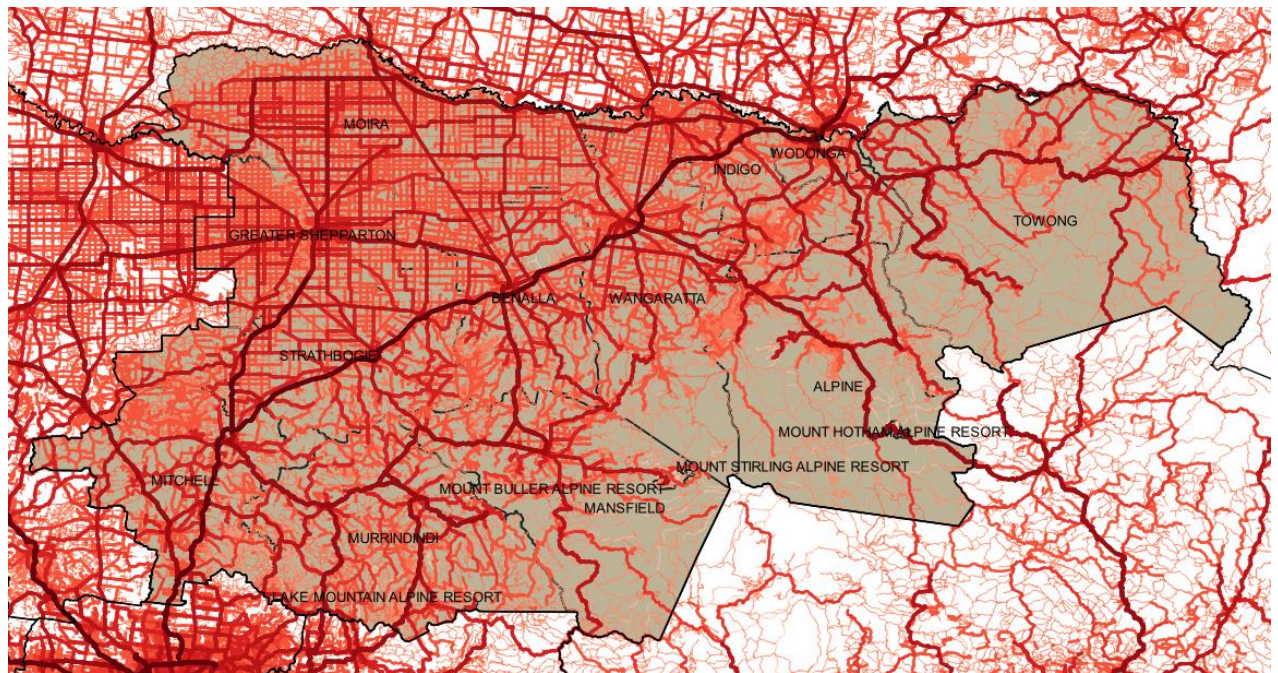 MOIRA
WODONGA
INDIGO
TOWONG
GREATER SHEPPARTON
BENALLA
WANGARATTA
STRATHBOGIE
ALPINE
MOUNT HOTHAM ALPINE RESORT
MOUNT STIRLING ALPINE RESORT
MITCHELL
MOUNT BULLER ALPINE RESORT
MANSFIELD
MURRINDINDI
LAKE MOUNTAIN ALPINE RESORT